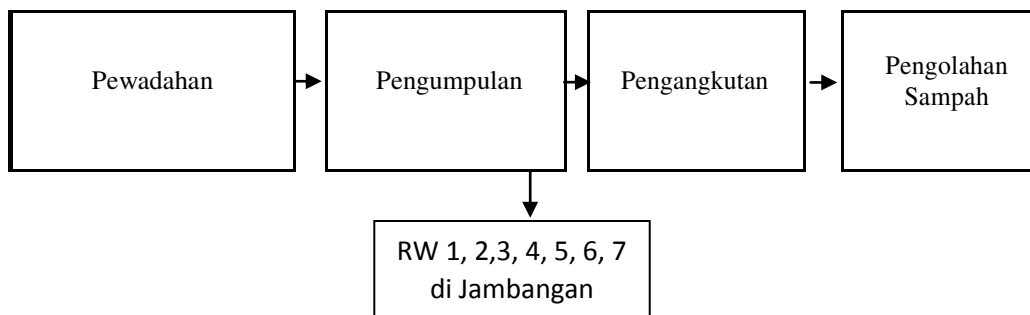 Pewadahan
Pengumpulan
Pengangkutan
Pengolahan
Sampah
RW 1, 2,3, 4, 5, 6, 7
di Jambangan